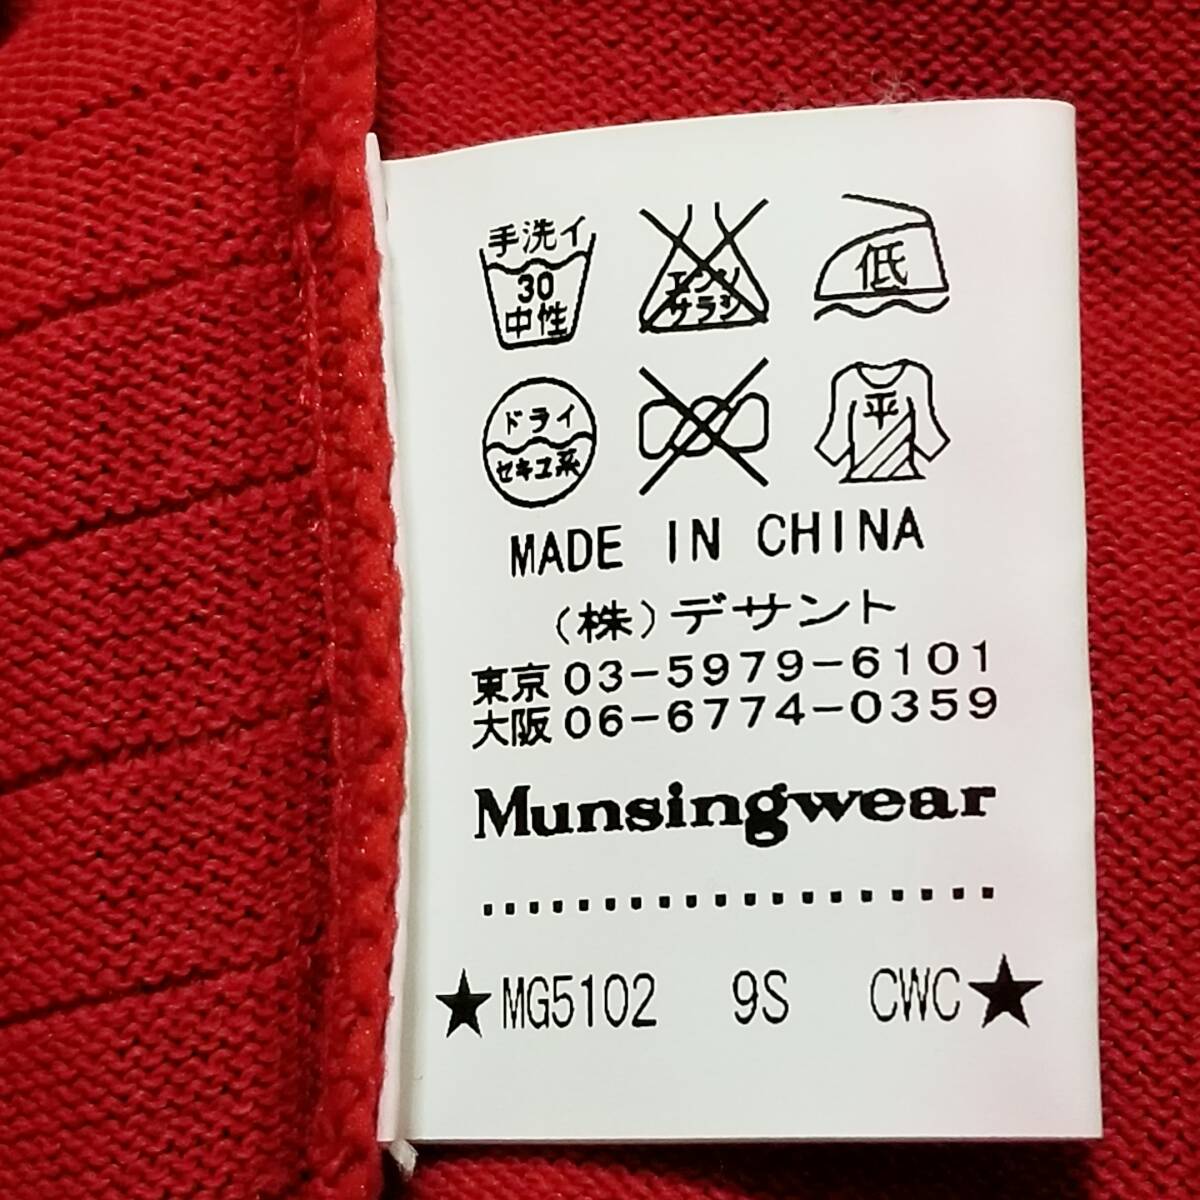 手洗イ
30
中性
エンソ
サラシ
低
ドライ
セキユ系
平
MADE IN CHINA
(株)デサント
東京 03-5979-6101
大阪 06-6774-0359
Munsingwear
....................
★MG5102 9S CWC★